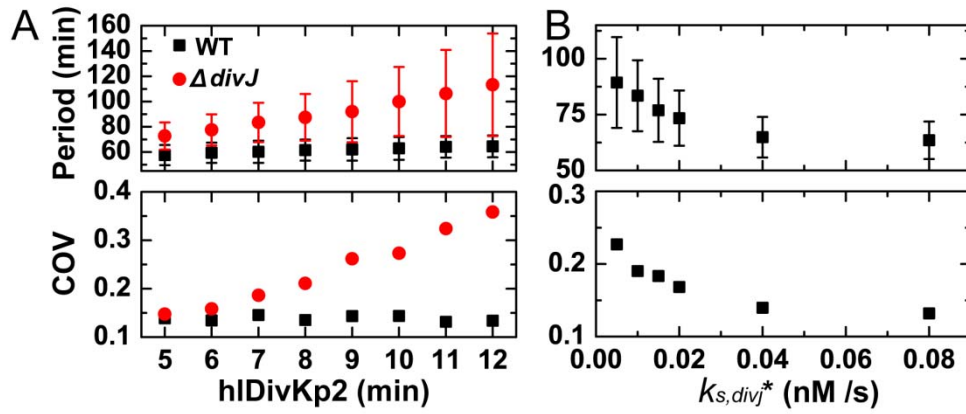 A
B
Period (min)
160
140
120
100
80
60
WT
ΔdivJ
100
75
50
COV
0.4
0.3
0.2
0.1
0.3
0.2
0.1
5 6 7 8 9 10 11 12
0.00 0.02 0.04 0.06 0.08
hlDivKp2 (min)
ks,divj* (nM /s)